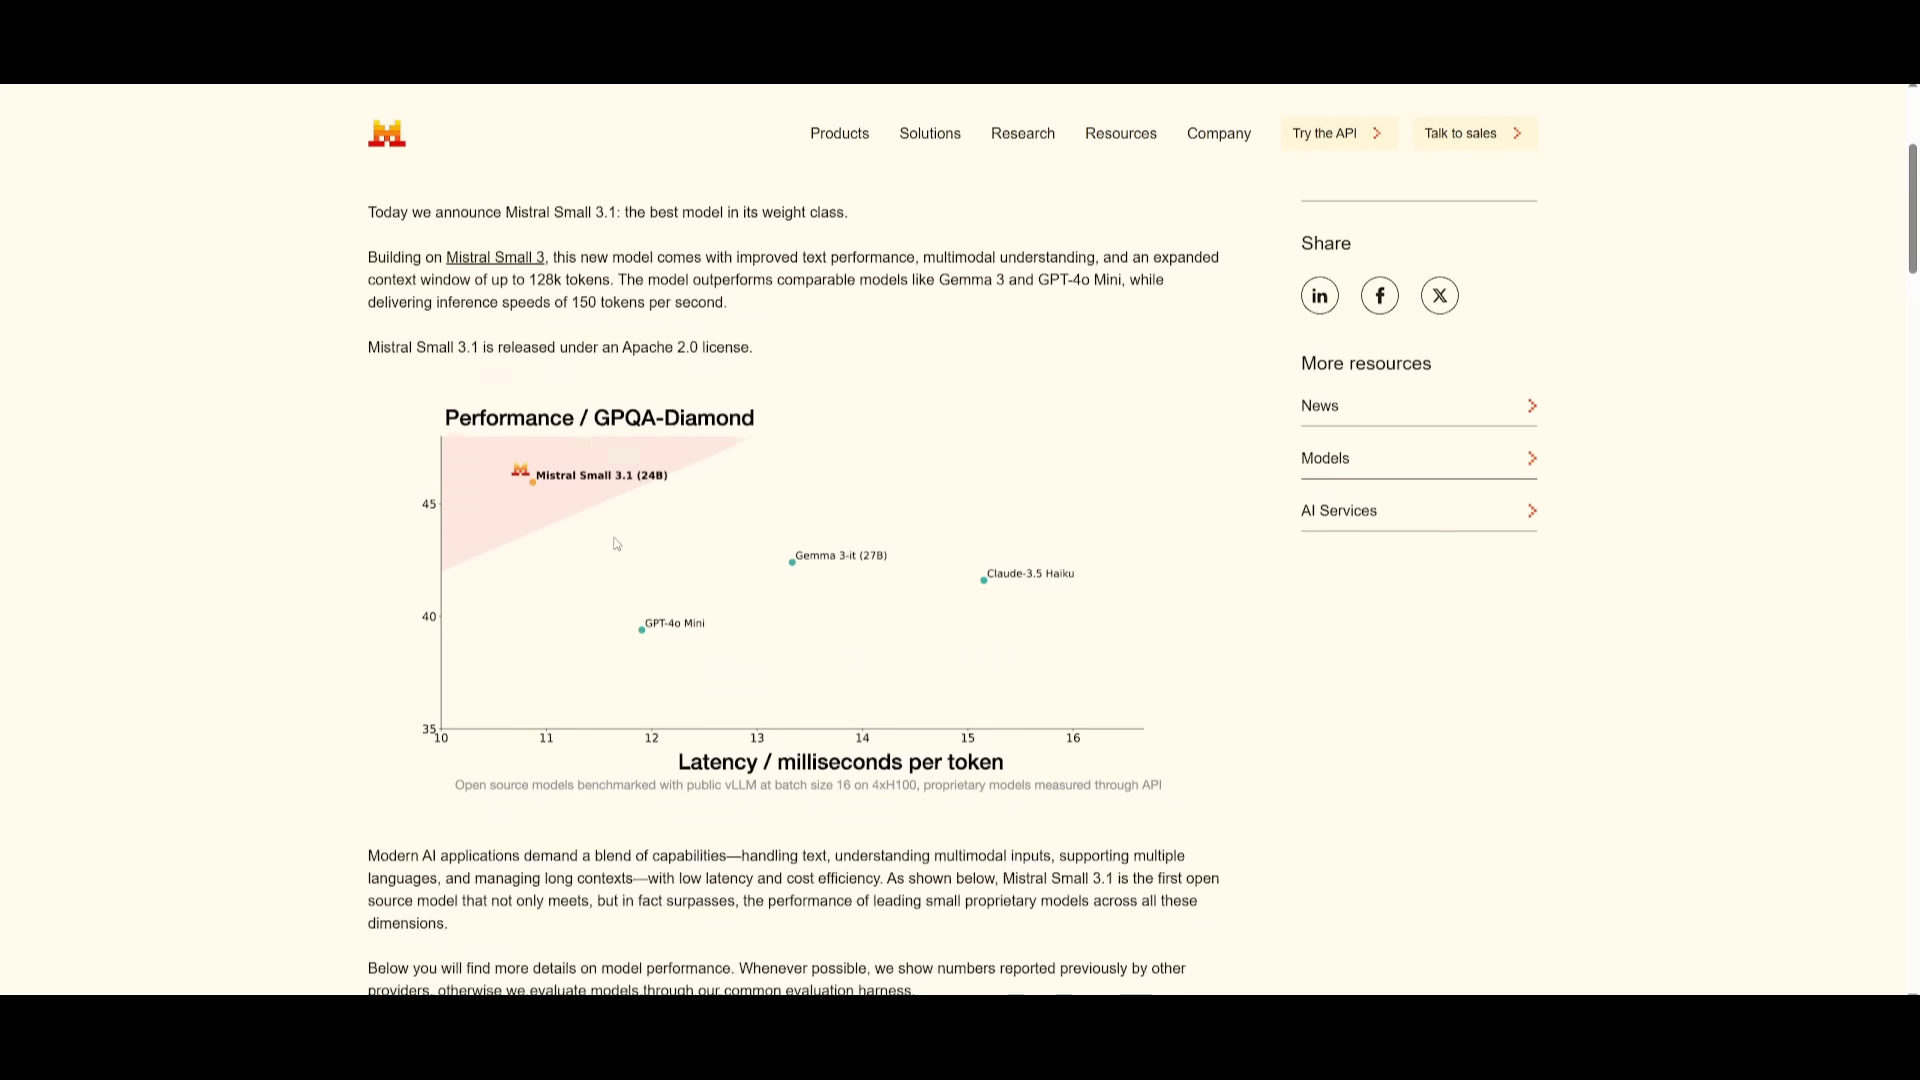 Products Solutions Research Resources Company Try the API Talk to sales
Today we announce Mistral Small 3.1: the best model in its weight class.
Building on Mistral Small 3, this new model comes with improved text performance, multimodal understanding, and an expanded
context window of up to 128k tokens. The model outperforms comparable models like Gemma 3 and GPT-4o Mini, while
delivering inference speeds of 150 tokens per second.
Mistral Small 3.1 is released under an Apache 2.0 license.
Performance / GPQA-Diamond
Mistral Small 3.1 (24B)
45
Gemma 3-it (27B)
Claude-3.5 Haiku
40
GPT-4o Mini
35
10 11 12 13 14 15 16
Latency / milliseconds per token
Open source models benchmarked with public vLLM at batch size 16 on 4xH100, proprietary models measured through API
Modern AI applications demand a blend of capabilities—handling text, understanding multimodal inputs, supporting multiple
languages, and managing long contexts—with low latency and cost efficiency. As shown below, Mistral Small 3.1 is the first open
source model that not only meets, but in fact surpasses, the performance of leading small proprietary models across all these
dimensions.
Below you will find more details on model performance. Whenever possible, we show numbers reported previously by other
providers, otherwise we evaluate models through our common evaluation harness.
Share
in f X
More resources
News
Models
AI Services